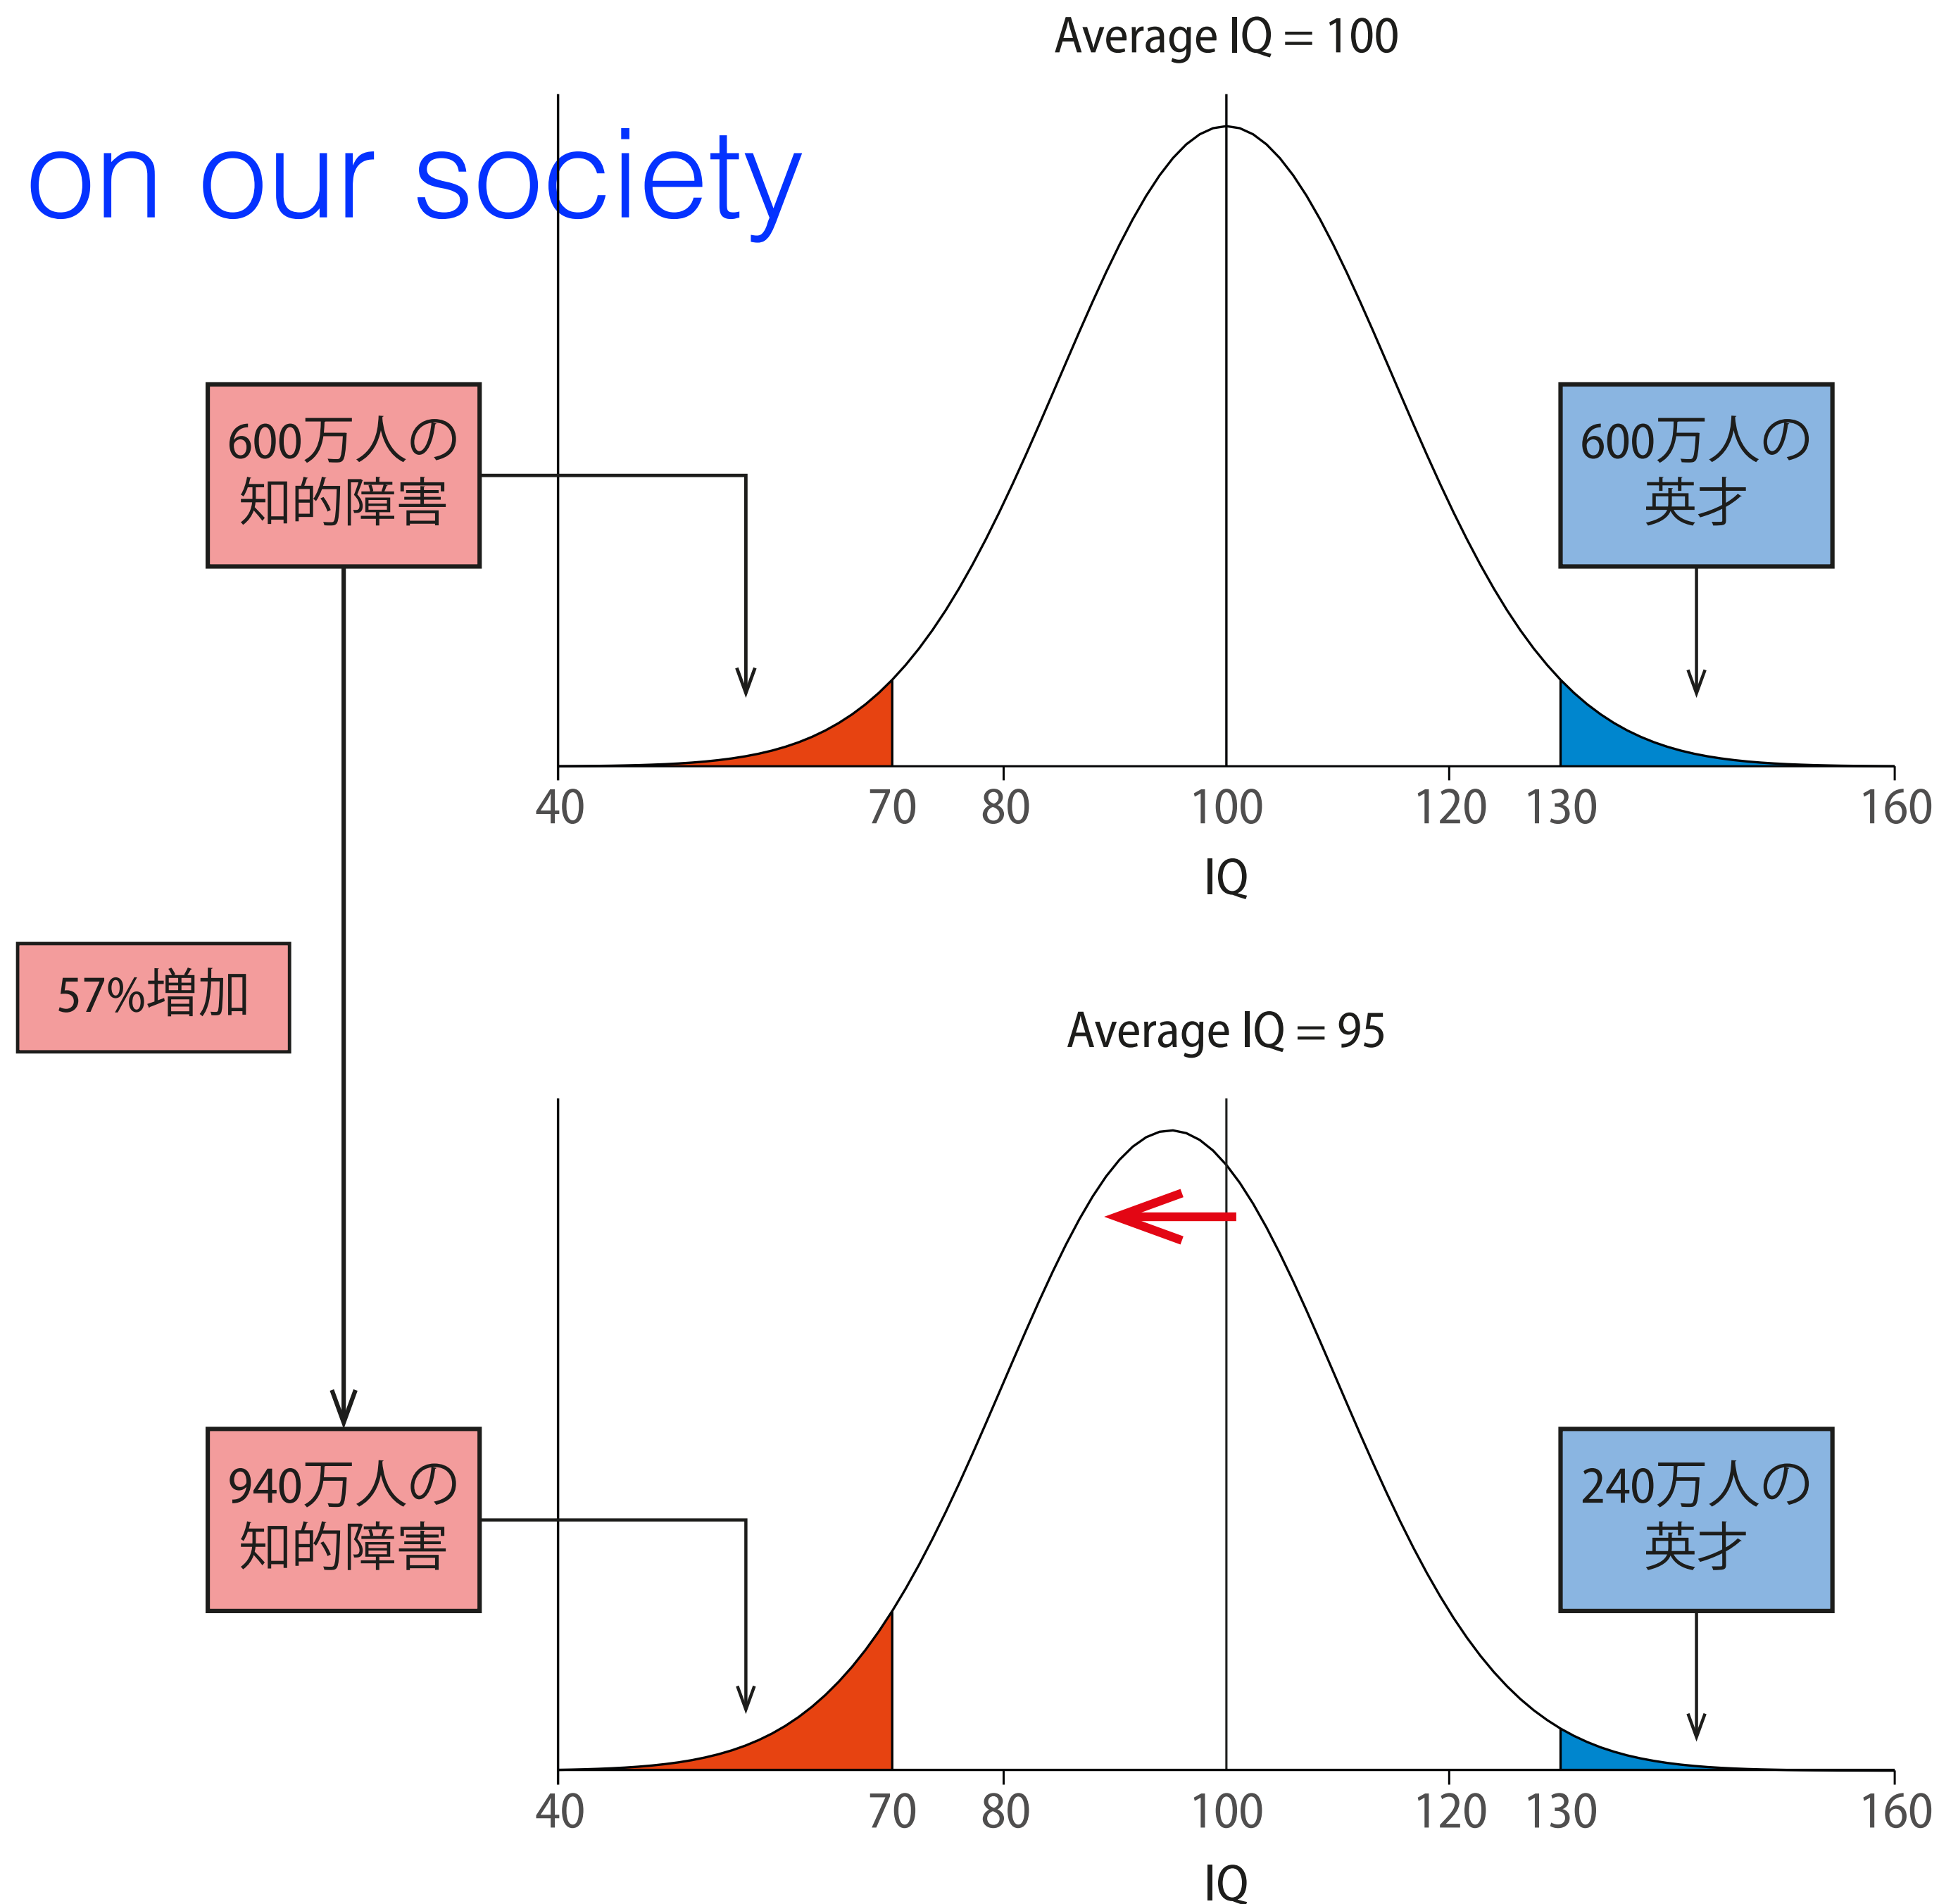 Average IQ = 100
on our society
600万人の
知的障害
600万人の
英才
40 70 80 100 120 130 160
IQ
57%増加
Average IQ = 95
940万人の
知的障害
240万人の
英才
40 70 80 100 120 130 160
IQ